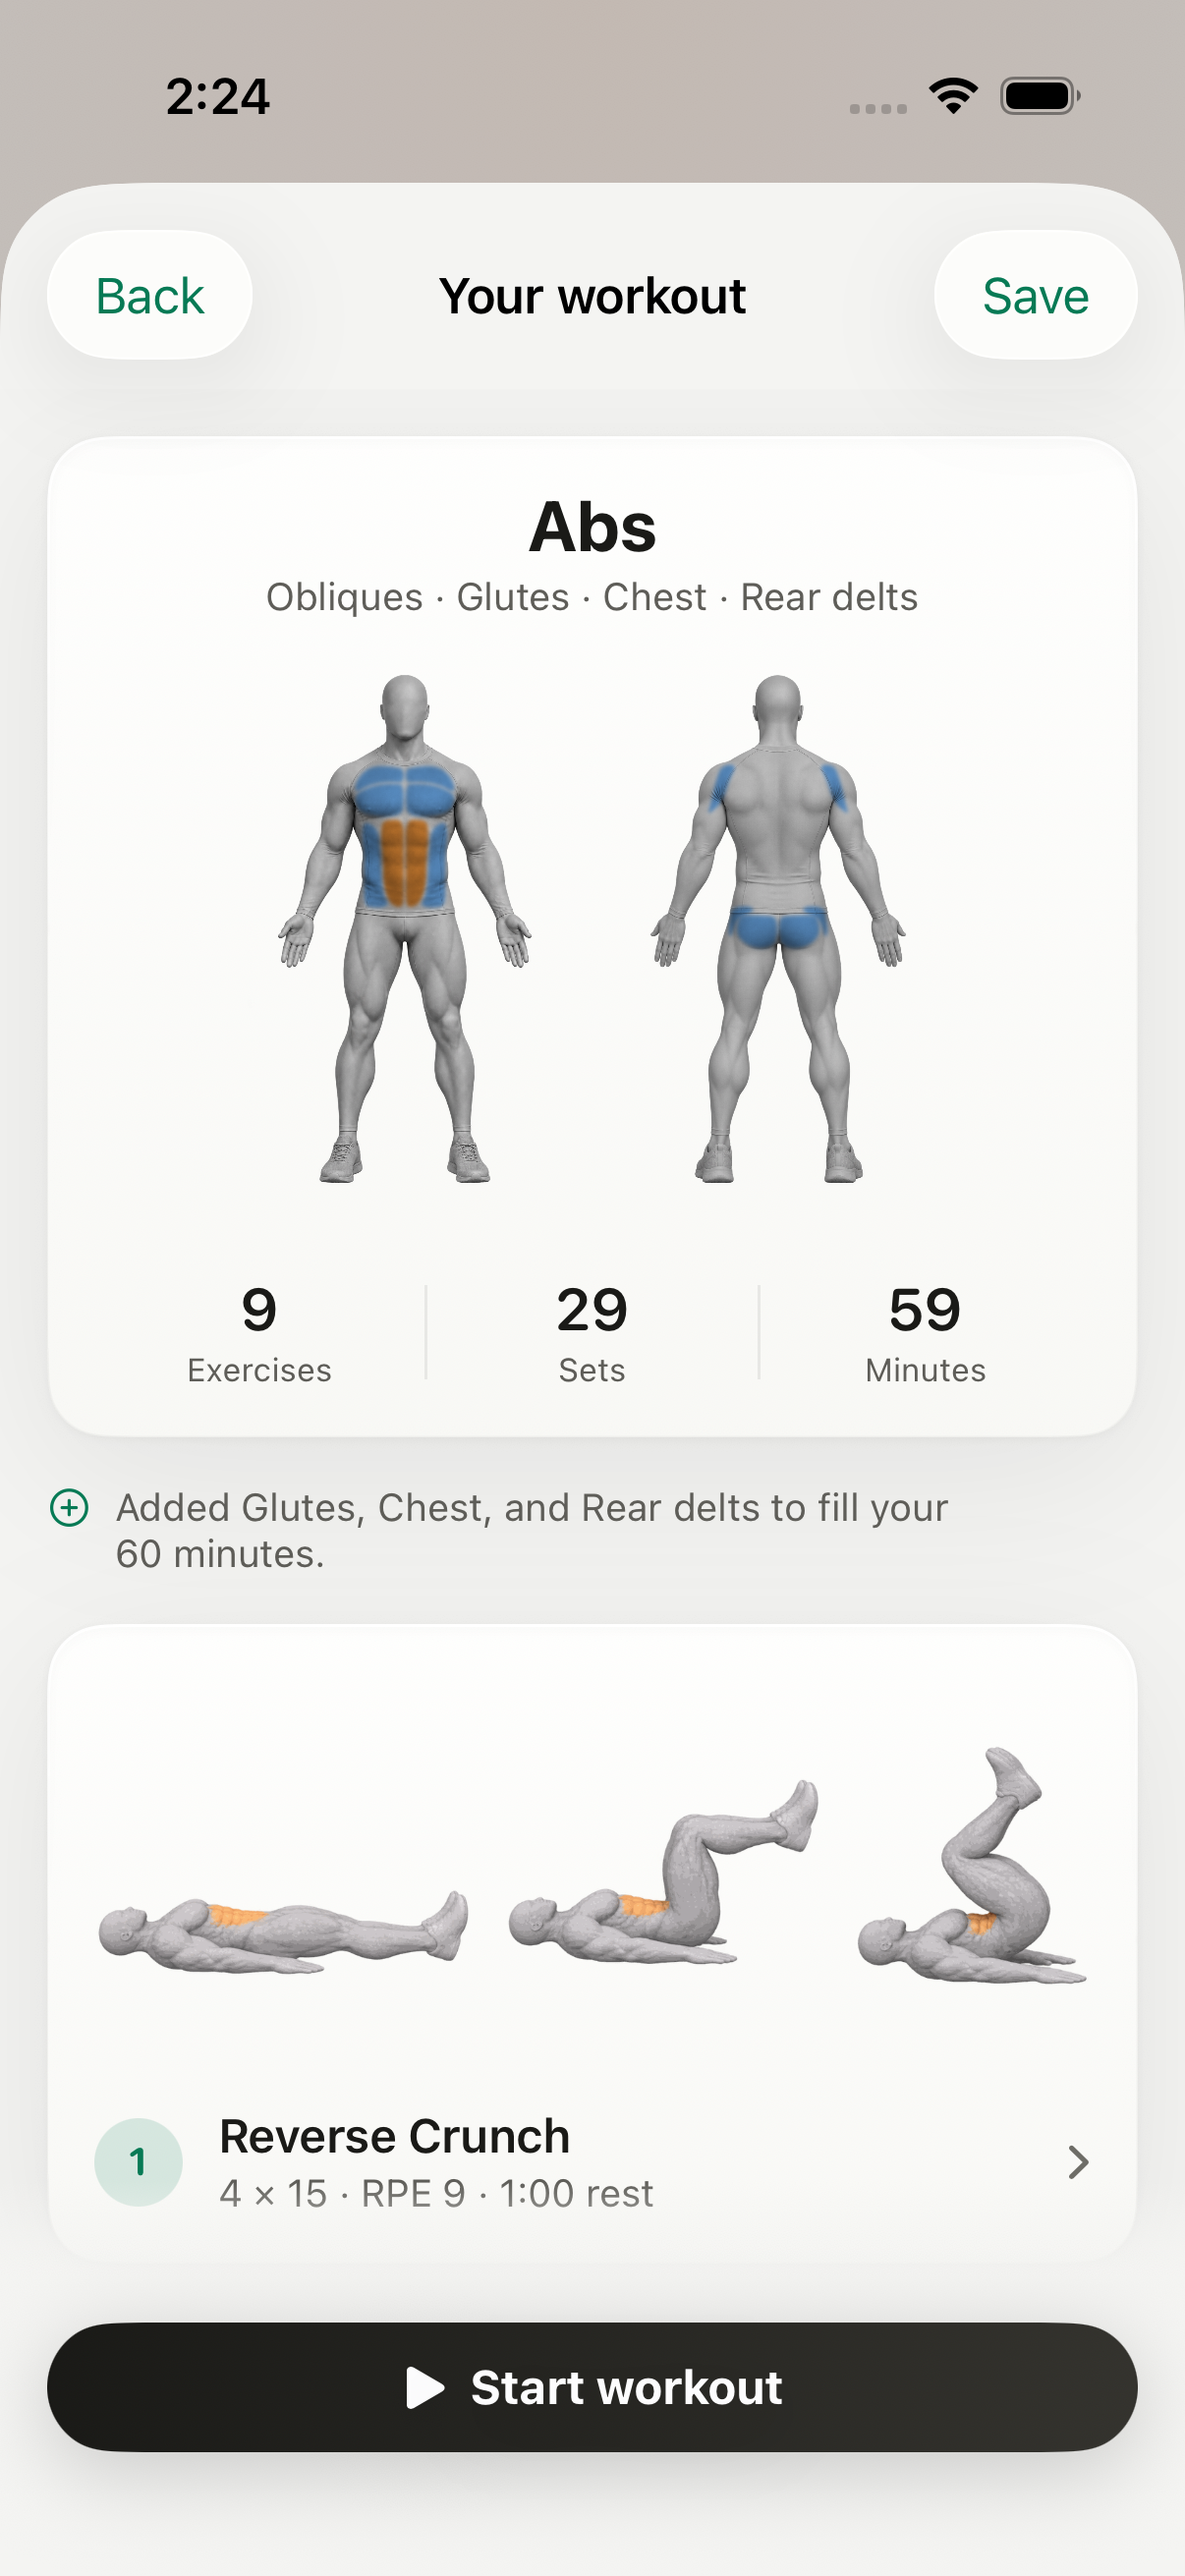 2:24
Back
Your workout
Save
Abs
Obliques · Glutes · Chest · Rear delts
9
Exercises
29
Sets
59
Minutes
Added Glutes, Chest, and Rear delts to fill your
60 minutes.
1
Reverse Crunch
4 × 15 · RPE 9 · 1:00 rest
Start workout